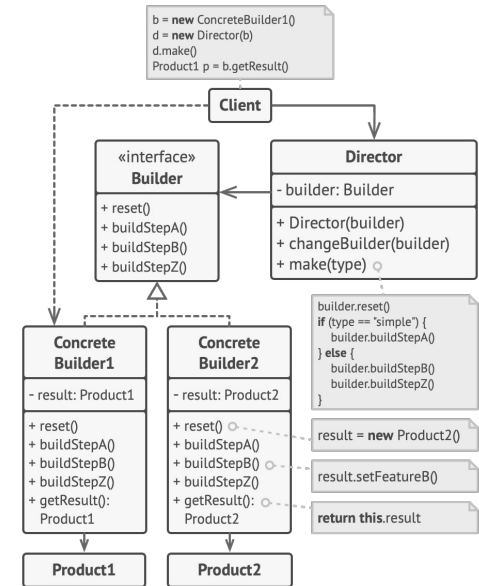 b = new ConcreteBuilder1()
d = new Director(b)
d.make()
Product1 p = b.getResult()
Client
«interface»
Builder
+ reset()
+ buildStepA()
+ buildStepB()
+ buildStepZ()
Director
- builder: Builder
+ Director(builder)
+ changeBuilder(builder)
+ make(type)
builder.reset()
if (type == "simple") {
builder.buildStepA()
} else {
builder.buildStepB()
builder.buildStepZ()
}
Concrete
Builder1
- result: Product1
+ reset()
+ buildStepA()
+ buildStepB()
+ buildStepZ()
+ getResult():
Product1
Concrete
Builder2
- result: Product2
+ reset()
+ buildStepA()
+ buildStepB()
+ buildStepZ()
+ getResult():
Product2
result = new Product2()
result.setFeatureB()
return this.result
Product1
Product2